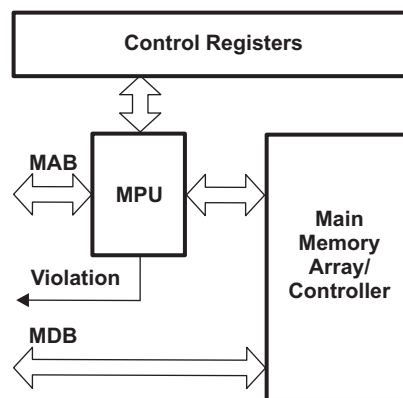 Control Registers
MAB
MPU
Main
Memory
Array/
Controller
Violation
MDB